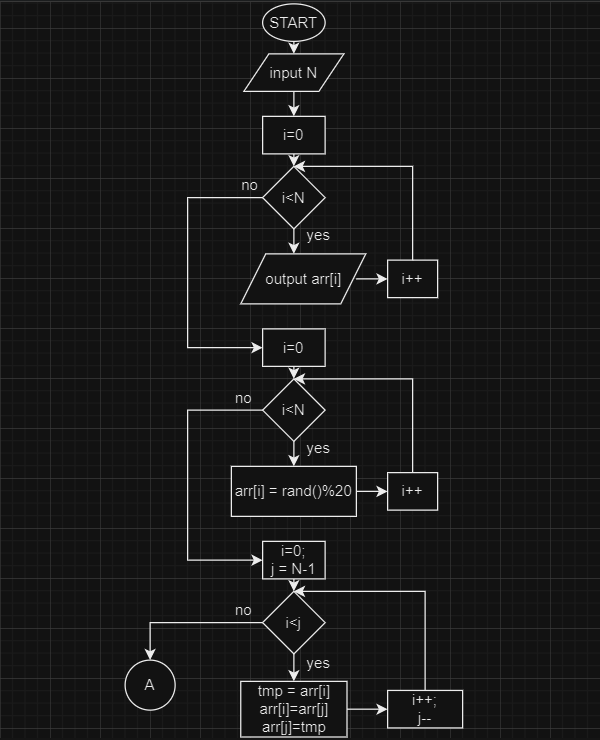 START
input N
i=0
no
i<N
yes
output arr[i]
i++
i=0
no
i<N
yes
arr[i] = rand()%20
i++
i=0;
j = N-1
no
i<j
yes
A
tmp = arr[i]
arr[i]=arr[j]
arr[j]=tmp
i++;
j--